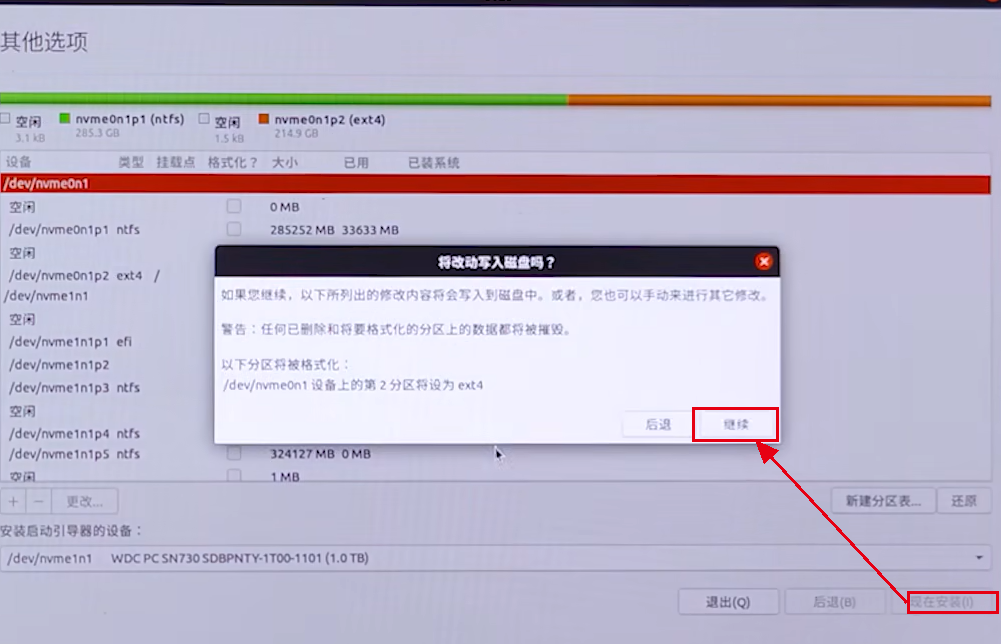 其他选项
空闲 nvme0n1p1 (ntfs) 空闲 nvme0n1p2 (ext4)
3.1 kB 285.3 GB 1.5 kB 214.9 GB
设备 类型 挂载点 格式化？ 大小 已用 已装系统
/dev/nvme0n1
空闲 0 MB
/dev/nvme0n1p1 ntfs 285252 MB 33633 MB
空闲
/dev/nvme0n1p2 ext4 /
/dev/nvme1n1
空闲
/dev/nvme1n1p1 efi
/dev/nvme1n1p2
/dev/nvme1n1p3 ntfs
空闲
/dev/nvme1n1p4 ntfs
/dev/nvme1n1p5 ntfs 324127 MB 0 MB
空闲 1 MB
将改动写入磁盘吗？
如果您继续，以下所列出的修改内容将会写入到磁盘中。或者，您也可以手动来进行其它修改。
警告：任何已删除和将要格式化的分区上的数据都将被摧毁。
以下分区将被格式化：
/dev/nvme0n1 设备上的第 2 分区将设为 ext4
后退 继续
+ − 更改... 新建分区表... 还原
安装启动引导器的设备：
/dev/nvme1n1 WDC PC SN730 SDBPNTY-1T00-1101 (1.0 TB)
退出(Q) 后退(B) 现在安装(I)